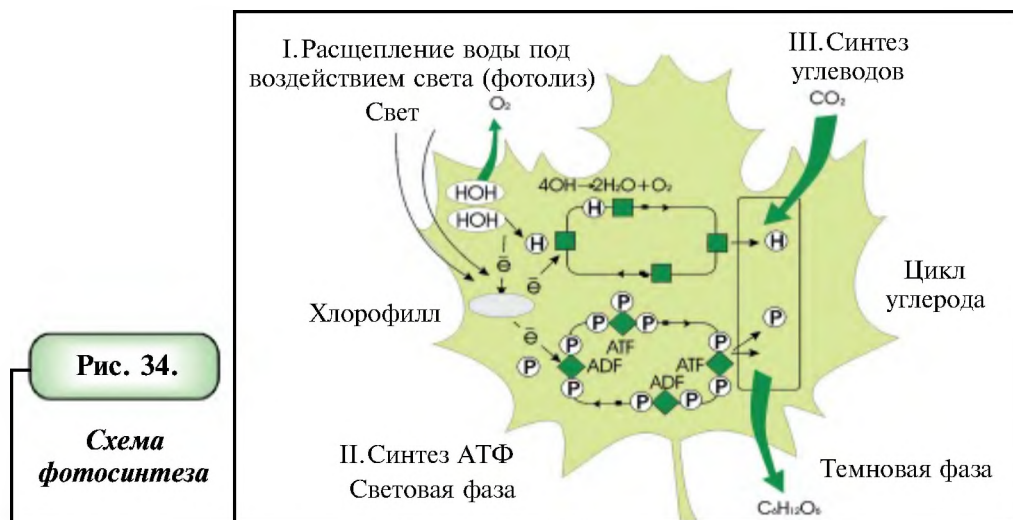 Рис. 34.
Схема
фотосинтеза
I.Расщепление воды под
воздействием света (фотолиз)
Свет
O₂
III.Синтез
углеводов
CO₂
HOH
HOH
4OH→2H₂O+O₂
H
H
H
ē
ē
Хлорофилл
ē
Цикл
углерода
P
P
P
P
P
P
P
ATF
ADF
ATF
P
P
ADF
P
P
P
II.Синтез АТФ
Световая фаза
Темновая фаза
C₆H₁₂O₆